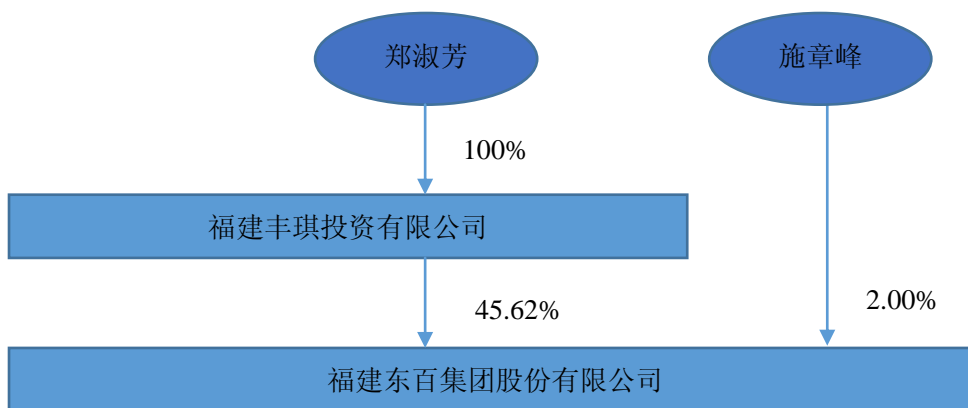 郑淑芳
施章峰
100%
福建丰琪投资有限公司
45.62%
2.00%
福建东百集团股份有限公司